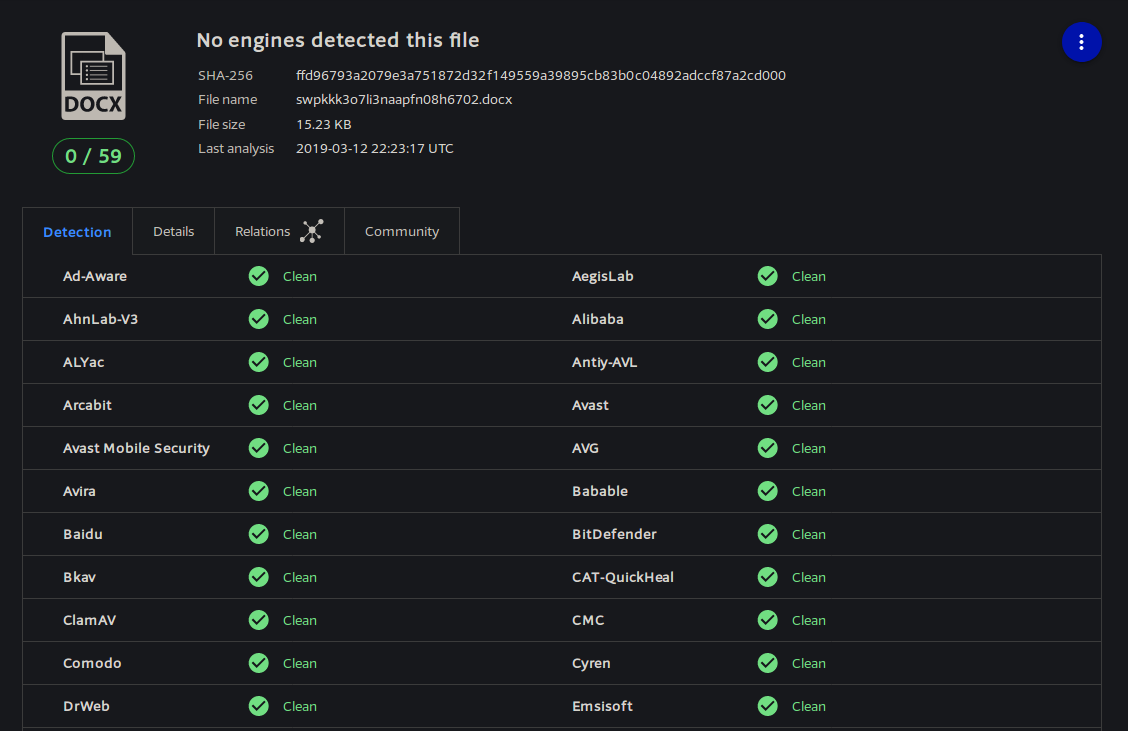 No engines detected this file
SHA-256 ffd96793a2079e3a751872d32f149559a39895cb83b0c04892adccf87a2cd000
File name swpkkk3o7li3naapfn08h6702.docx
File size 15.23 KB
Last analysis 2019-03-12 22:23:17 UTC
DOCX
0 / 59
Detection Details Relations Community
Ad-Aware Clean AegisLab Clean
AhnLab-V3 Clean Alibaba Clean
ALYac Clean Antiy-AVL Clean
Arcabit Clean Avast Clean
Avast Mobile Security Clean AVG Clean
Avira Clean Babable Clean
Baidu Clean BitDefender Clean
Bkav Clean CAT-QuickHeal Clean
ClamAV Clean CMC Clean
Comodo Clean Cyren Clean
DrWeb Clean Emsisoft Clean